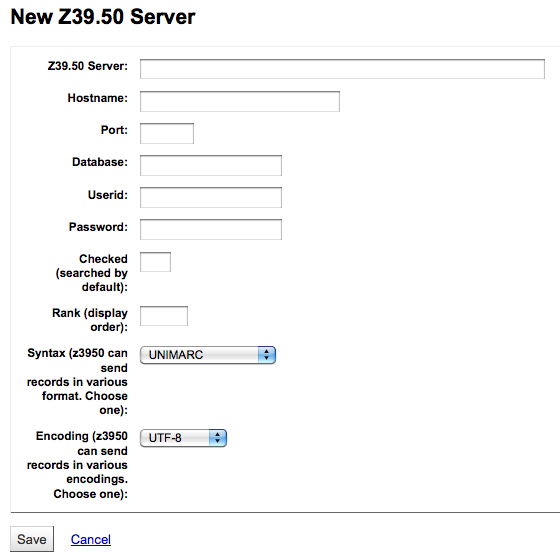 New Z39.50 Server
Z39.50 Server:
Hostname:
Port:
Database:
Userid:
Password:
Checked
(searched by
default):
Rank (display
order):
Syntax (z3950 can
send
records in various
format. Choose
one):
UNIMARC
Encoding (z3950
can send
records in various
encodings.
Choose one):
UTF-8
Save
Cancel